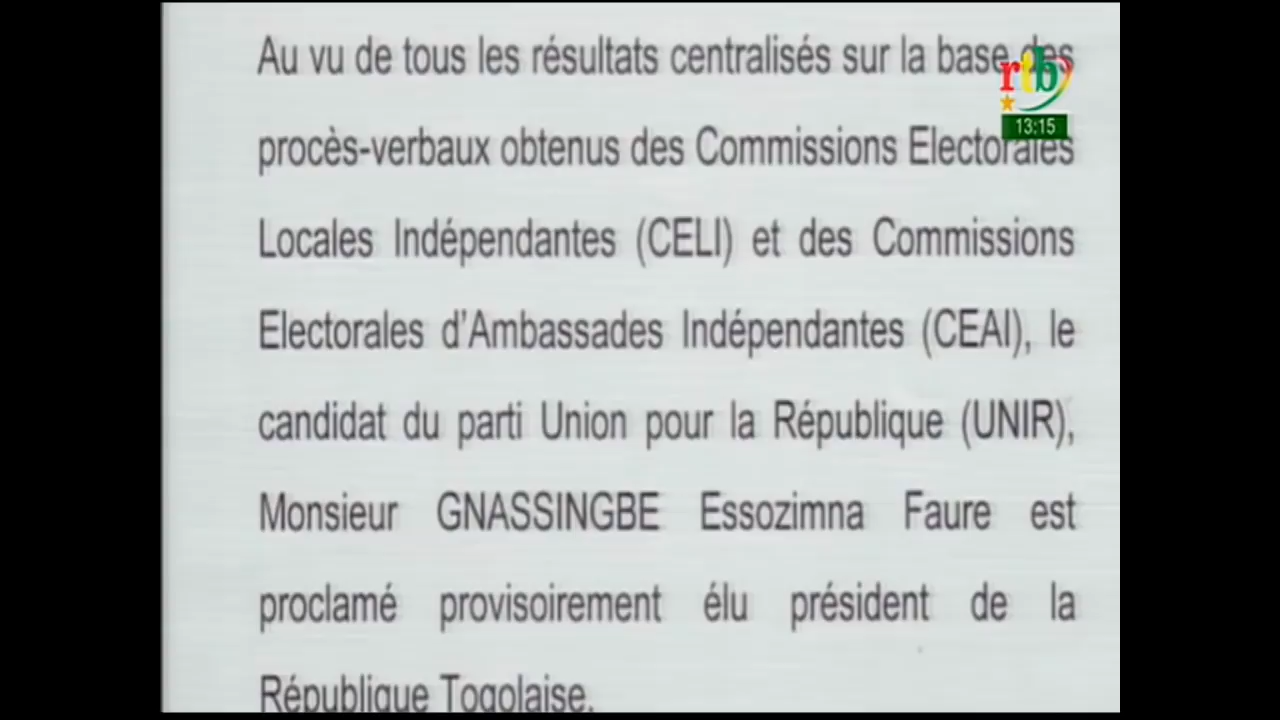 Au vu de tous les résultats centralisés sur la base des
rtb
13:15
procès-verbaux obtenus des Commissions Electorales
Locales Indépendantes (CELI) et des Commissions
Electorales d'Ambassades Indépendantes (CEAI), le
candidat du parti Union pour la République (UNIR),
Monsieur GNASSINGBE Essozimna Faure est
proclamé provisoirement élu président de la
République Togolaise.